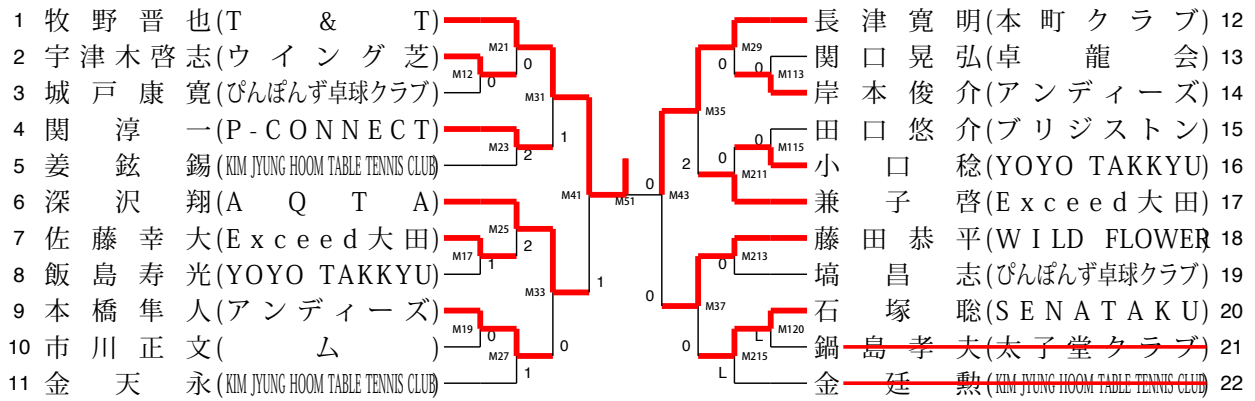 1 牧野晋也(T & T)
2 宇津木啓志(ウイング芝)
3 城戸康寛(ぴんぽんず卓球クラブ)
4 関淳一(P-CONNECT)
5 姜鉉錫(KIM JYUNG HOOM TABLE TENNIS CLUB)
6 深沢翔(AQTA)
7 佐藤幸大(Exceed大田)
8 飯島寿光(YOYO TAKKYU)
9 本橋隼人(アンディーズ)
10 市川正文(ム)
11 金天永(KIM JYUNG HOOM TABLE TENNIS CLUB)
M21
0
M12
0
M31
1
M23
2
M41
M25
2
M17
1
M33
1
M19
0
M27
1
0
M51
0
M43
M29
0
0
M113
M35
2
0
M115
0
M211
M213
0
M37
0
M120
L
M215
0
L
長津寛明(本町クラブ) 12
関口晃弘(卓龍会) 13
岸本俊介(アンディーズ) 14
田口悠介(ブリジストン) 15
小口稔(YOYO TAKKYU) 16
兼子啓(Exceed大田) 17
藤田恭平(WILD FLOWER) 18
塙昌志(ぴんぽんず卓球クラブ) 19
石塚聡(SENATAKU) 20
鍋島孝夫(太子堂クラブ) 21
金廷勲(KIM JYUNG HOOM TABLE TENNIS CLUB) 22